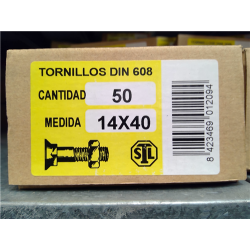 TORNILLOS DIN 608
CANTIDAD 50
MEDIDA 14X40
STL
8 423469 012094